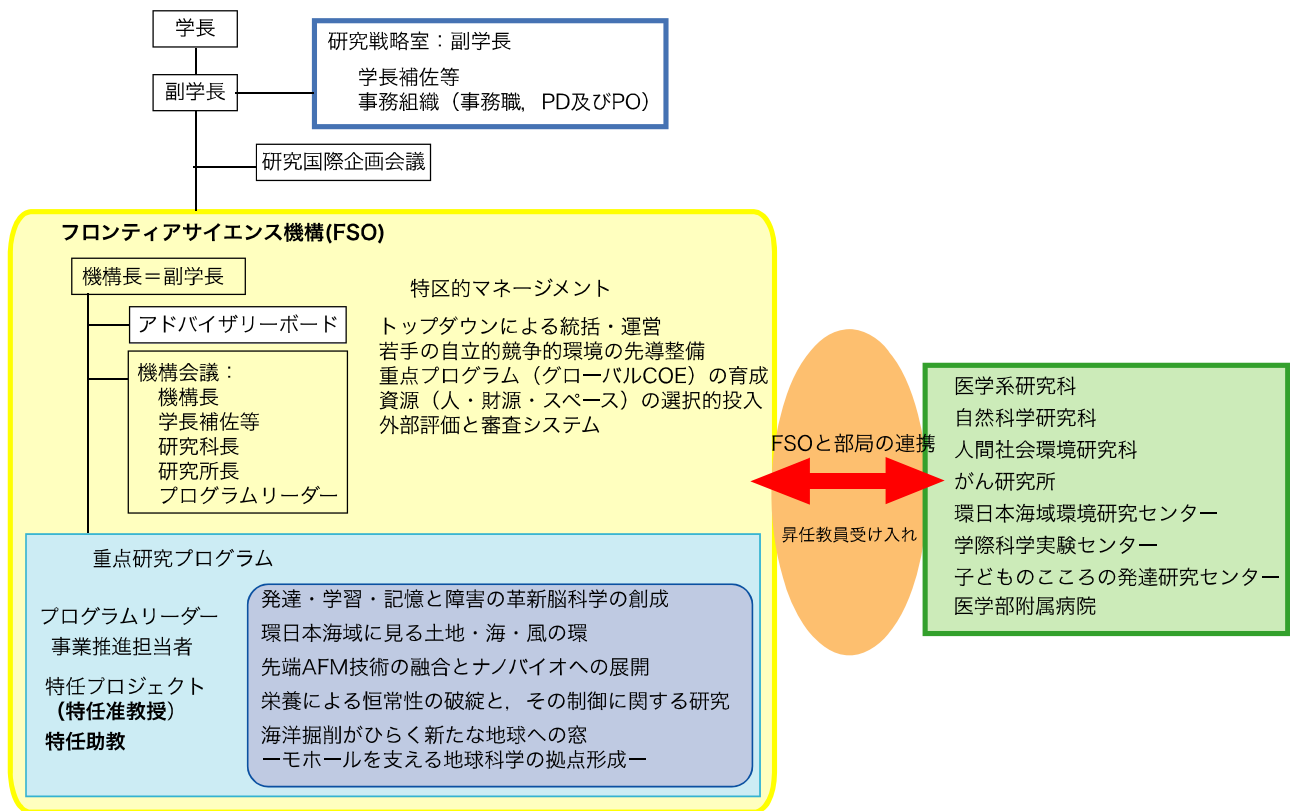 学長
副学長
研究戦略室：副学長
学長補佐等
事務組織（事務職，PD及びPO）
研究国際企画会議
フロンティアサイエンス機構(FSO)
機構長＝副学長
アドバイザリーボード
機構会議：
機構長
学長補佐等
研究科長
研究所長
プログラムリーダー
特区的マネージメント
トップダウンによる統括・運営
若手の自立的競争的環境の先導整備
重点プログラム（グローバルCOE）の育成
資源（人・財源・スペース）の選択的投入
外部評価と審査システム
FSOと部局の連携
昇任教員受け入れ
医学系研究科
自然科学研究科
人間社会環境研究科
がん研究所
環日本海域環境研究センター
学際科学実験センター
子どものこころの発達研究センター
医学部附属病院
重点研究プログラム
プログラムリーダー
事業推進担当者
特任プロジェクト
（特任准教授）
特任助教
発達・学習・記憶と障害の革新脳科学の創成
環日本海域に見る土地・海・風の環
先端AFM技術の融合とナノバイオへの展開
栄養による恒常性の破綻と，その制御に関する研究
海洋掘削がひらく新たな地球への窓
ーモホールを支える地球科学の拠点形成ー